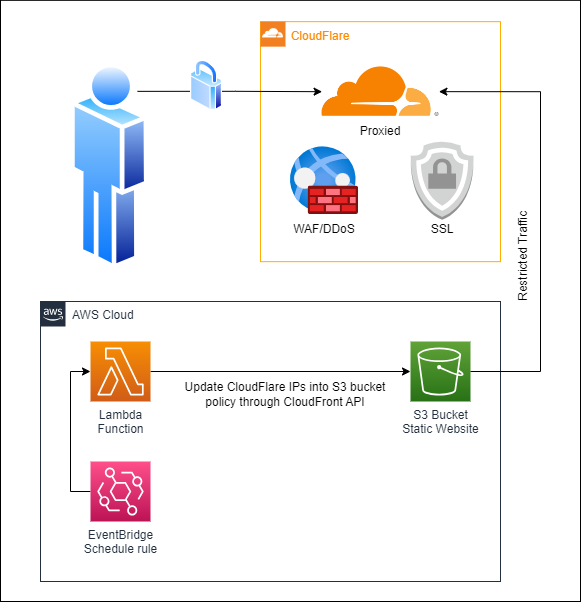 CloudFlare
Proxied
WAF/DDoS
SSL
Restricted Traffic
aws
AWS Cloud
Lambda
Function
Update CloudFlare IPs into S3 bucket
policy through CloudFront API
S3 Bucket
Static Website
EventBridge
Schedule rule